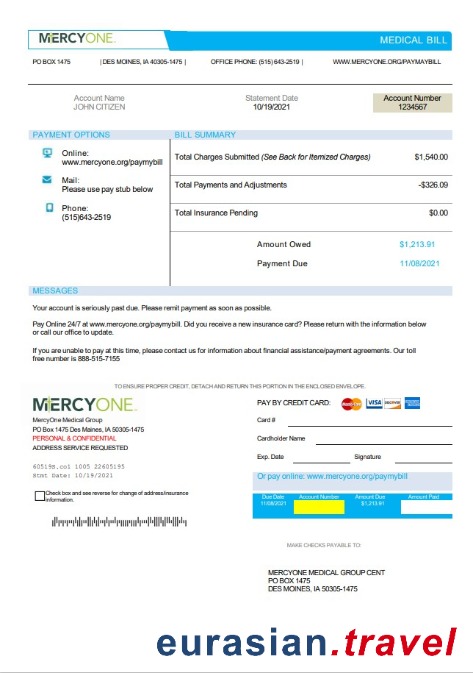 MERCYONE.
MEDICAL BILL
PO BOX 1475 | DES MOINES, IA 40305-1475 | OFFICE PHONE: (515) 643-2519 | WWW.MERCYONE.ORG/PAYMAYBILL
Account Name Statement Date Account Number
JOHN CITIZEN 10/19/2021 1234567
PAYMENT OPTIONS
Online:
www.mercyone.org/paymybill
Mail:
Please use pay stub below
Phone:
(515)643-2519
BILL SUMMARY
Total Charges Submitted (See Back for Itemized Charges) $1,540.00
Total Payments and Adjustments -$326.09
Total Insurance Pending $0.00
Amount Owed $1,213.91
Payment Due 11/08/2021
MESSAGES
Your account is seriously past due. Please remit payment as soon as possible.
Pay Online 24/7 at www.mercyone.org/paymybill. Did you receive a new insurance card? Please return with the information below
or call our office to update.
If you are unable to pay at this time, please contact us for information about financial assistance/payment agreements. Our toll
free number is 888-515-7155
TO ENSURE PROPER CREDIT, DETACH AND RETURN THIS PORTION IN THE ENCLOSED ENVELOPE.
MERCYONE.
MercyOne Medical Group
PO Box 1475 Des Moines, IA 50305-1475
PERSONAL & CONFIDENTIAL
ADDRESS SERVICE REQUESTED
60519s.co1 1005 22605195
Stmt Date: 10/19/2021
Check box and see reverse for change of address/insurance
information.
PAY BY CREDIT CARD: MasterCard VISA DISCOVER
Card #
Cardholder Name
Exp. Date Signature
Or pay online: www.mercyone.org/paymybill
Due Date Account Number Amount Due Amount Paid
11/08/2021 $1,213.91
MAKE CHECKS PAYABLE TO:
MERCYONE MEDICAL GROUP CENT
PO BOX 1475
DES MOINES, IA 50305-1475
eurasian.travel